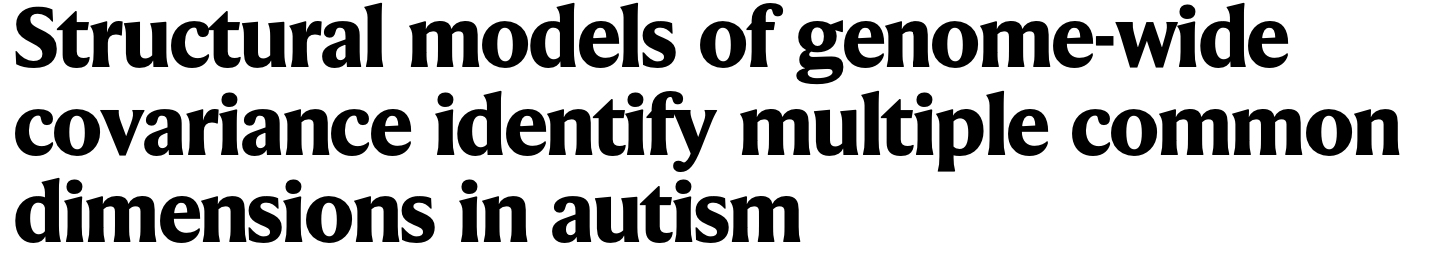 Structural models of genome-wide
covariance identify multiple common
dimensions in autism